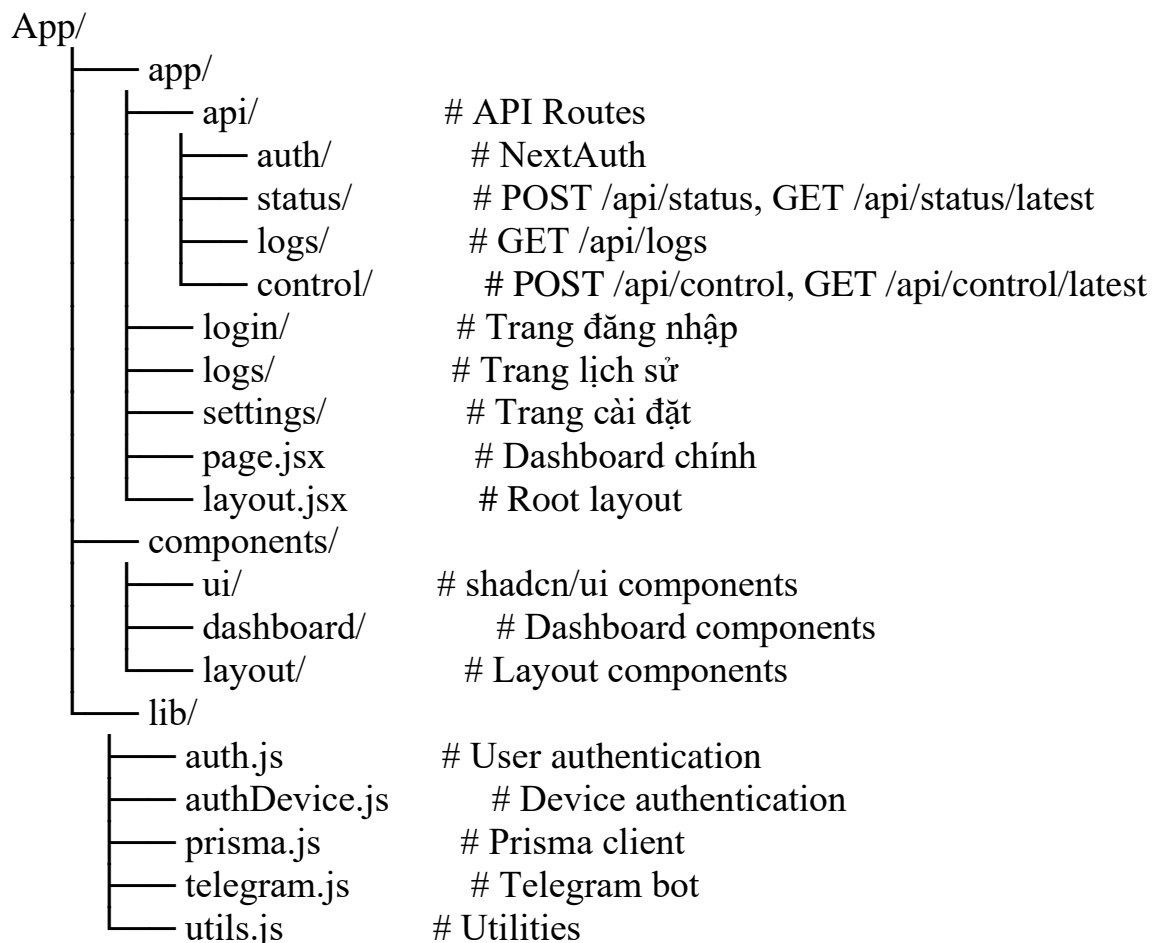 App/
├── app/
│ ├── api/ # API Routes
│ │ ├── auth/ # NextAuth
│ │ ├── status/ # POST /api/status, GET /api/status/latest
│ │ ├── logs/ # GET /api/logs
│ │ └── control/ # POST /api/control, GET /api/control/latest
│ ├── login/ # Trang đăng nhập
│ ├── logs/ # Trang lịch sử
│ ├── settings/ # Trang cài đặt
│ ├── page.jsx # Dashboard chính
│ └── layout.jsx # Root layout
├── components/
│ ├── ui/ # shadcn/ui components
│ ├── dashboard/ # Dashboard components
│ └── layout/ # Layout components
└── lib/
├── auth.js # User authentication
├── authDevice.js # Device authentication
├── prisma.js # Prisma client
├── telegram.js # Telegram bot
└── utils.js # Utilities